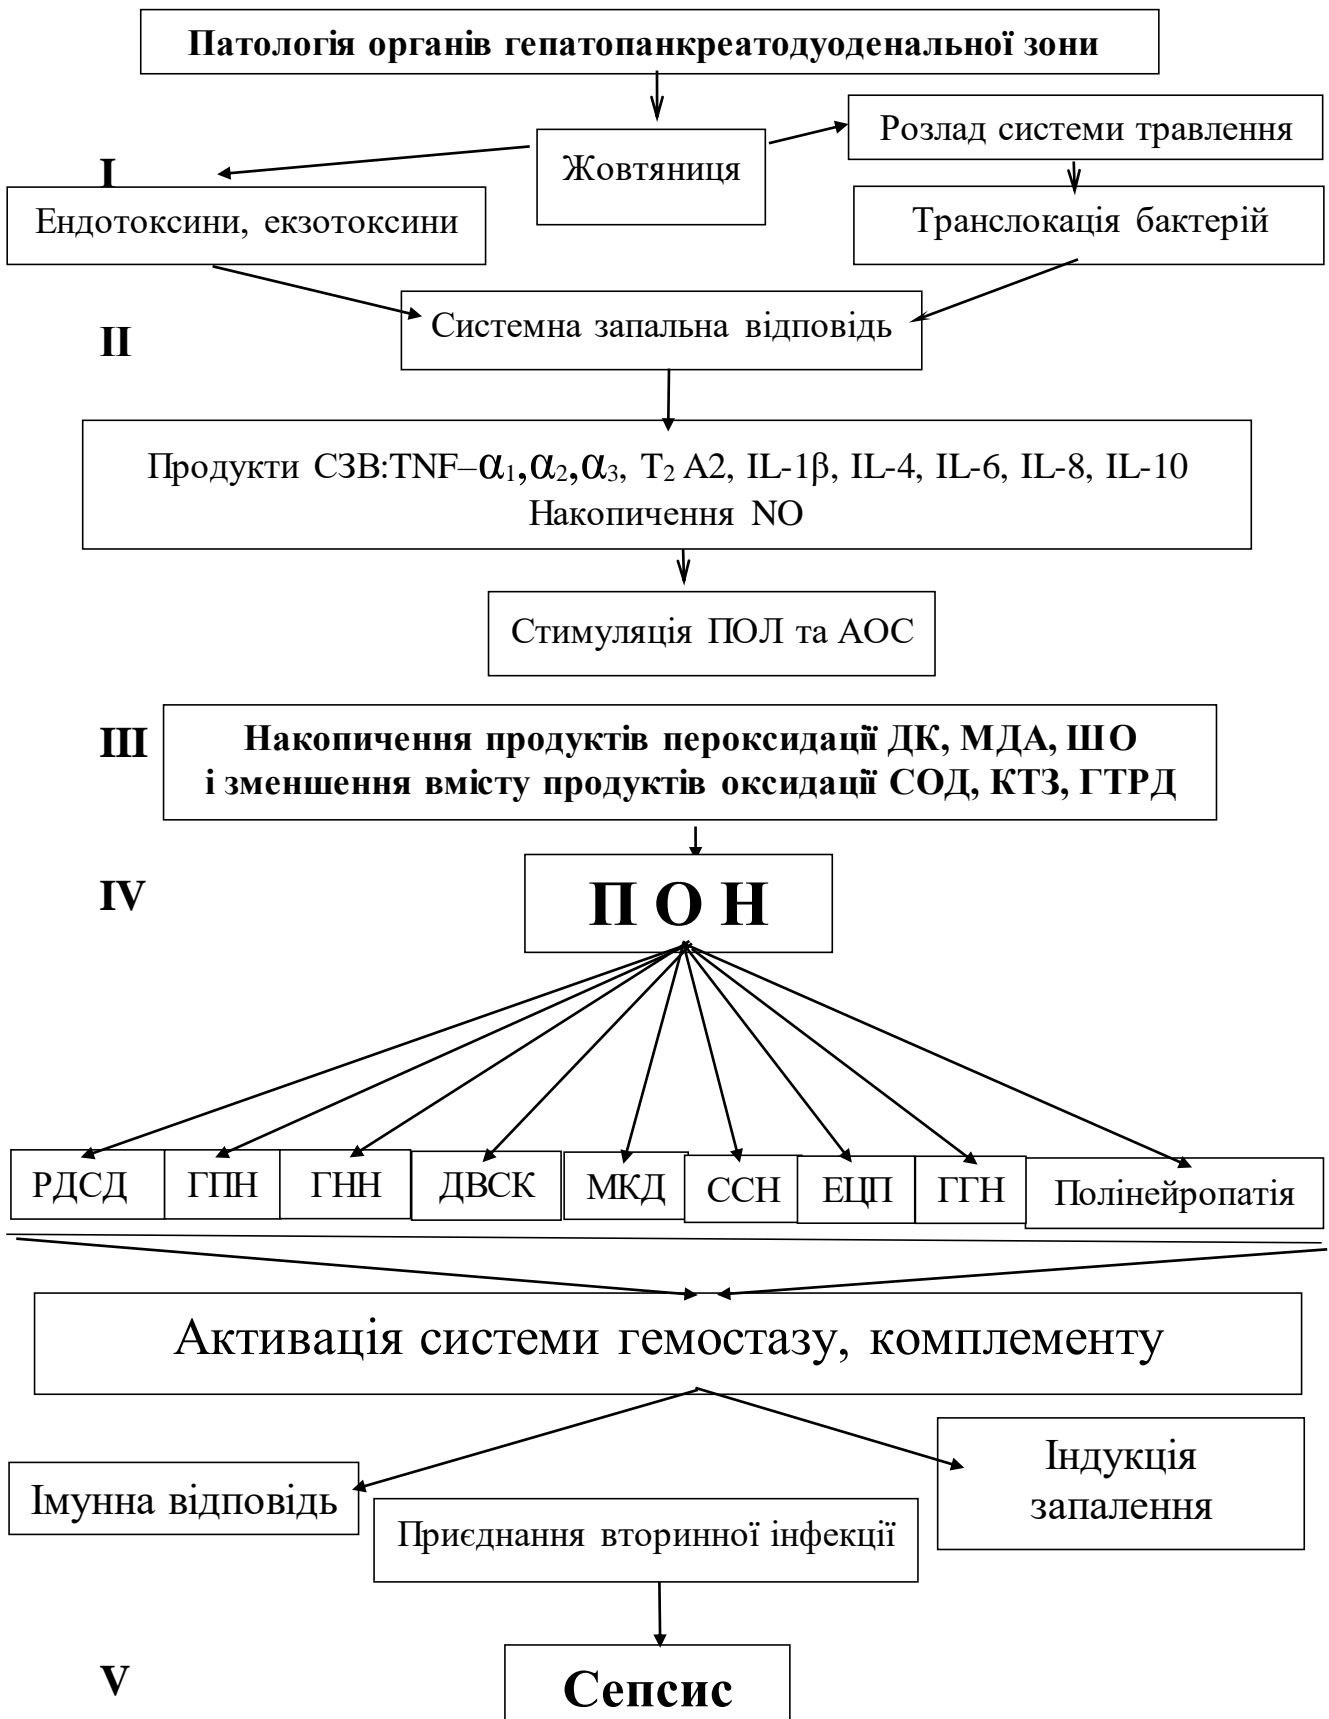 Патологія органів гепатопанкреатодуоденальної зони
Розлад системи травлення
Жовтяниця
I
Ендотоксини, екзотоксини
Транслокація бактерій
Системна запальна відповідь
II
Продукти СЗВ:TNF–α₁,α₂,α₃, T₂ A2, IL-1β, IL-4, IL-6, IL-8, IL-10
Накопичення NO
Стимуляція ПОЛ та АОС
III
Накопичення продуктів пероксидації ДК, МДА, ШО
і зменшення вмісту продуктів оксидації СОД, КТЗ, ГТРД
IV
П О Н
РДСД ГПН ГНН ДВСК МКД ССН ЕЦП ГГН Полінейропатія
Активація системи гемостазу, комплементу
Індукція
запалення
Імунна відповідь
Приєднання вторинної інфекції
V
Сепсис